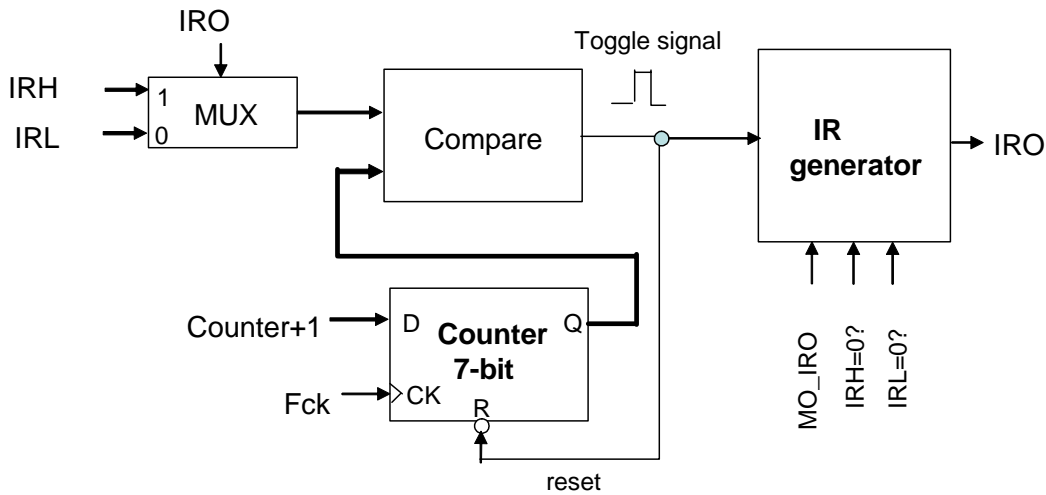 IRO
Toggle signal
IRH
IRL
1
0
MUX
Compare
IR
generator
IRO
Counter+1
Fck
D
Q
Counter
7-bit
CK
R
reset
MO_IRO
IRH=0?
IRL=0?